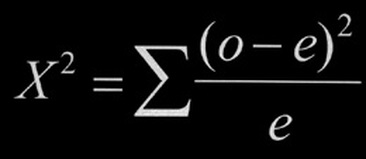 X² = ∑ (o − e)² / e